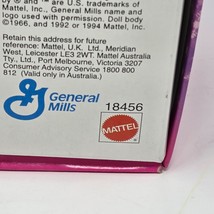 by ® and ™ are U.S. trademarks of
Mattel, Inc., General Mills name and
logo used with permission. Doll body
©1966, and 1992 or 1994 Mattel, Inc.
Retain this address for future
reference: Mattel, U.K. Ltd., Meridian
West, Leicester LE3 2WT. Mattel Australia
Pty., Ltd., Port Melbourne, Victoria 3207
Consumer Advisory Service 1800 800
812 (Valid only in Australia).
G
General
Mills
18456
MATTEL